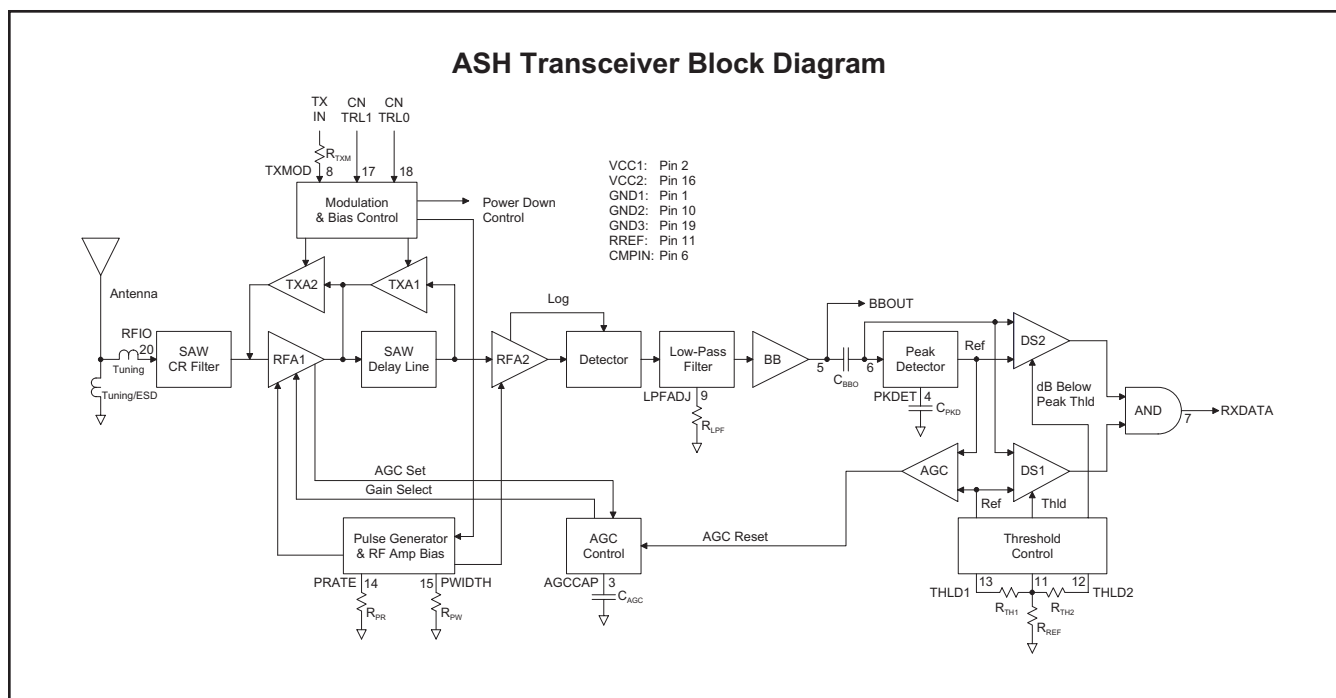 ASH Transceiver Block Diagram
TX
IN
CN
TRL1
CN
TRL0
RTXM
TXMOD
8
17
18
Modulation
& Bias Control
Power Down
Control
VCC1: Pin 2
VCC2: Pin 16
GND1: Pin 1
GND2: Pin 10
GND3: Pin 19
RREF: Pin 11
CMPIN: Pin 6
Antenna
TXA2
TXA1
Log
BBOUT
RFIO
20
Tuning
Tuning/ESD
SAW
CR Filter
RFA1
SAW
Delay Line
RFA2
Detector
Low-Pass
Filter
BB
5
CBBO
6
Peak
Detector
Ref
DS2
LPFADJ
9
RLPF
PKDET
4
CPKD
dB Below
Peak Thld
AND
7
RXDATA
AGC
DS1
Ref
Thld
AGC Set
Gain Select
Pulse Generator
& RF Amp Bias
AGC
Control
AGC Reset
Threshold
Control
PRATE
14
15
PWIDTH
RPR
RPW
AGCCAP
3
CAGC
THLD1
13
11
12
THLD2
RTH1
RTH2
RREF